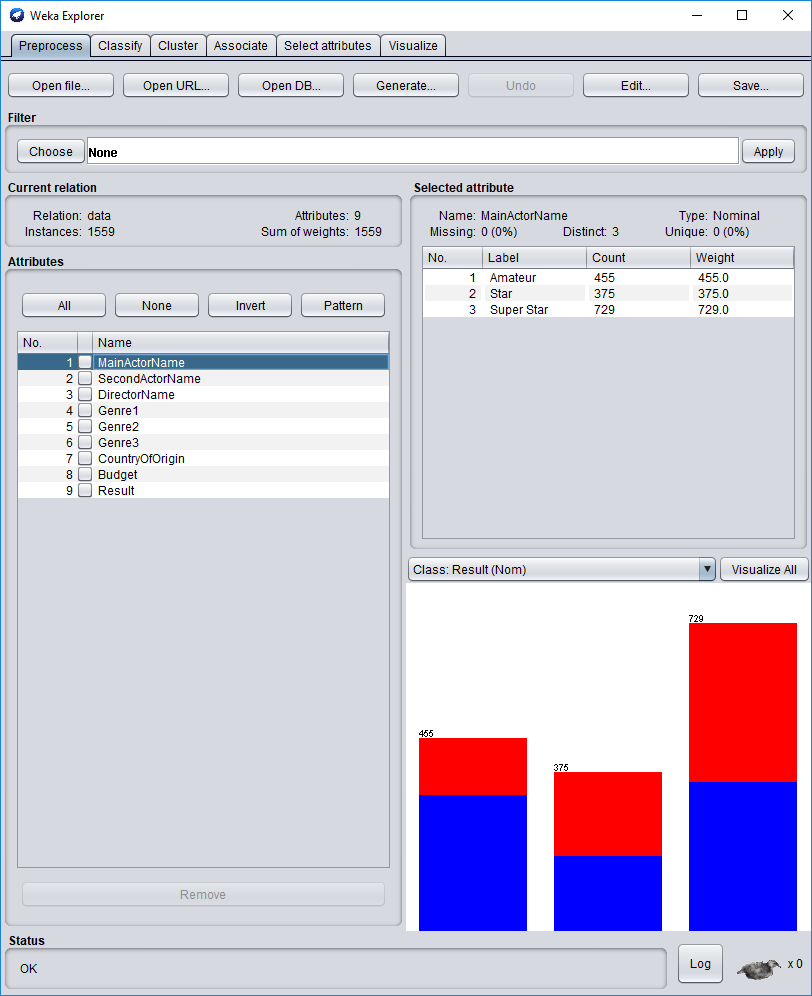 Weka Explorer
Preprocess Classify Cluster Associate Select attributes Visualize
Open file... Open URL... Open DB... Generate... Undo Edit... Save...
Filter
Choose None Apply
Current relation
Relation: data Attributes: 9
Instances: 1559 Sum of weights: 1559
Attributes
All None Invert Pattern
No. Name
1 MainActorName
2 SecondActorName
3 DirectorName
4 Genre1
5 Genre2
6 Genre3
7 CountryOfOrigin
8 Budget
9 Result
Remove
Selected attribute
Name: MainActorName Type: Nominal
Missing: 0 (0%) Distinct: 3 Unique: 0 (0%)
No. Label Count Weight
1 Amateur 455 455.0
2 Star 375 375.0
3 Super Star 729 729.0
Class: Result (Nom) Visualize All
729
455
375
Status
OK
Log x 0